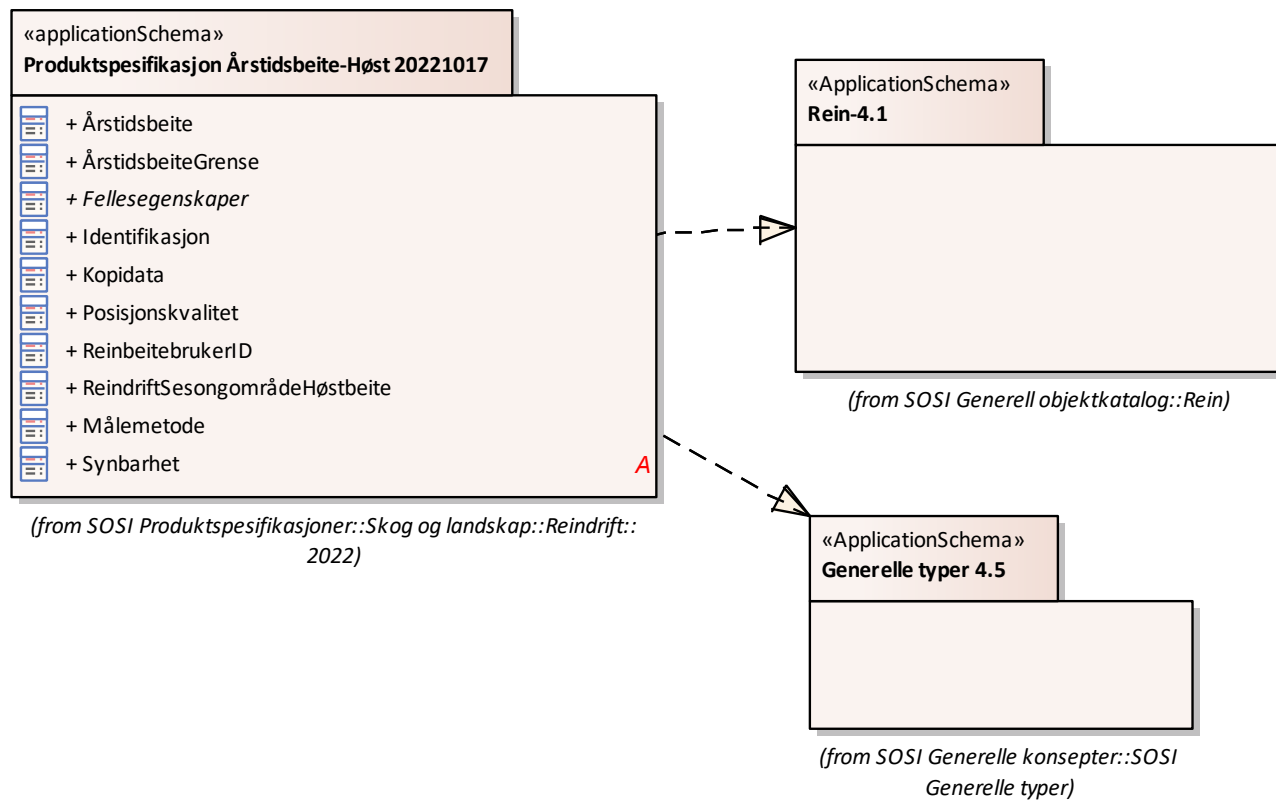 «applicationSchema»
Produktspesifikasjon Årstidsbeite-Høst 20221017
+ Årstidsbeite
+ ÅrstidsbeiteGrense
+ Fellesegenskaper
+ Identifikasjon
+ Kopidata
+ Posisjonskvalitet
+ ReinbeitebrukerID
+ ReindriftSesongområdeHøstbeite
+ Målemetode
+ Synbarhet
A
(from SOSI Produktspesifikasjoner::Skog og landskap::Reindrift::
2022)
«ApplicationSchema»
Rein-4.1
(from SOSI Generell objektkatalog::Rein)
«ApplicationSchema»
Generelle typer 4.5
(from SOSI Generelle konsepter::SOSI
Generelle typer)